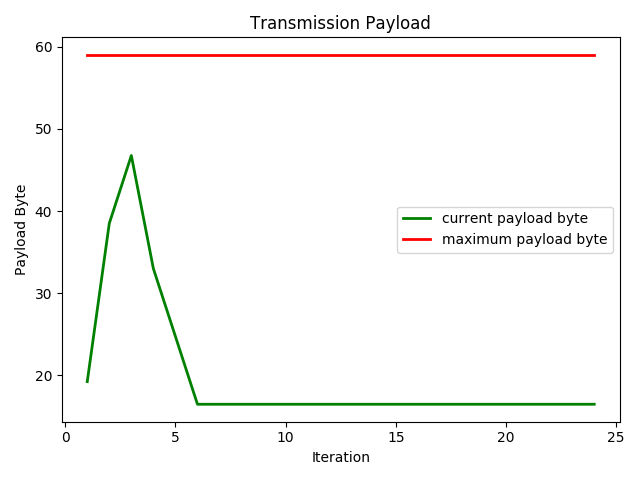 Transmission Payload
60
50
40
30
20
Payload Byte
current payload byte
maximum payload byte
0 5 10 15 20 25
Iteration